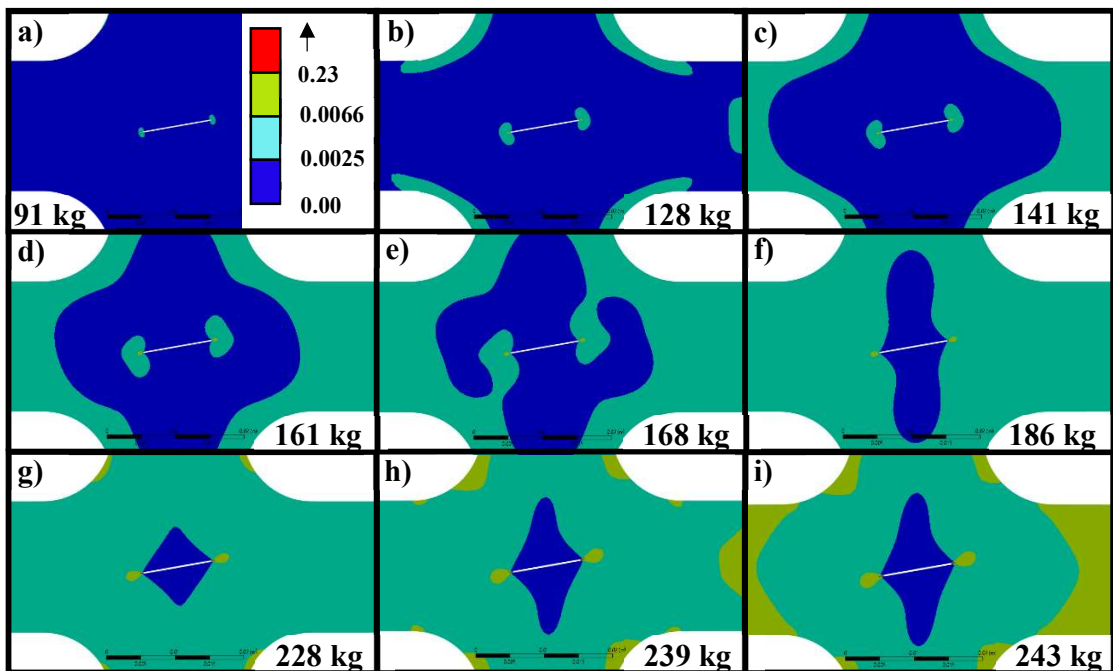 a)
0.23
0.0066
0.0025
0.00
91 kg
b)
128 kg
c)
141 kg
d)
161 kg
e)
168 kg
f)
186 kg
g)
228 kg
h)
239 kg
i)
243 kg